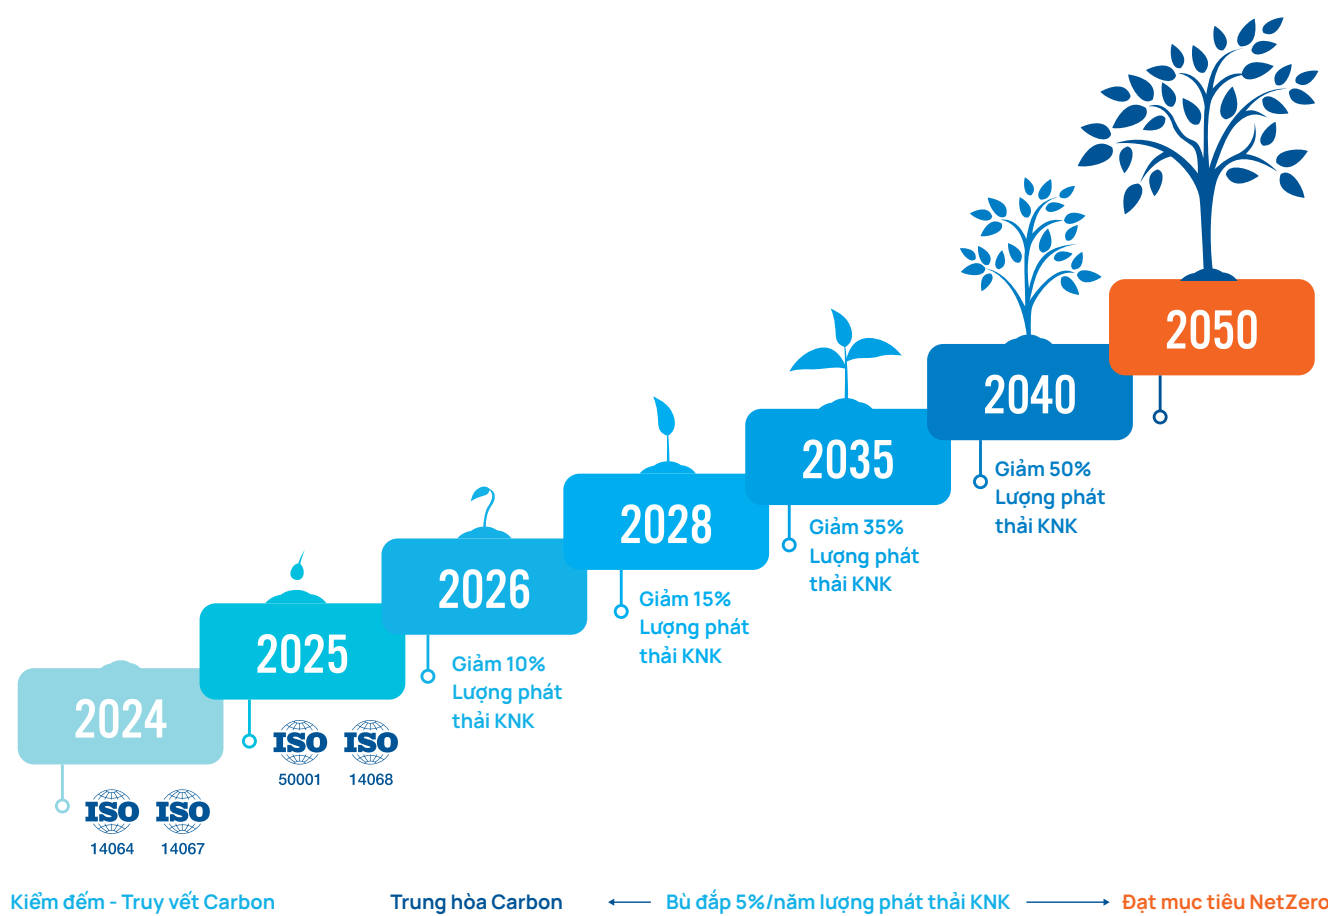 2050
2040
Giảm 50%
Lượng phát
thải KNK
2035
Giảm 35%
Lượng phát
thải KNK
2028
Giảm 15%
Lượng phát
thải KNK
2026
Giảm 10%
Lượng phát
thải KNK
2025
ISO ISO
50001 14068
2024
ISO ISO
14064 14067
Kiểm đếm - Truy vết Carbon Trung hòa Carbon Bù đắp 5%/năm lượng phát thải KNK Đạt mục tiêu NetZero